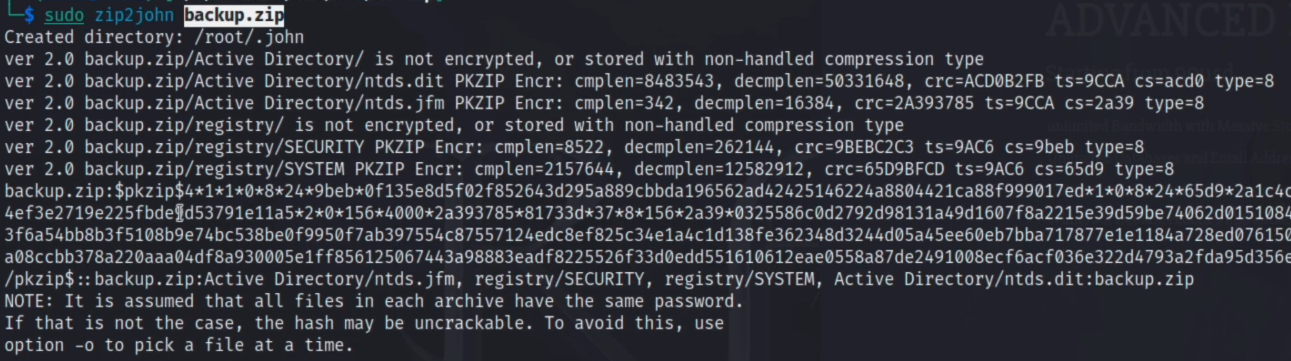 └─$ sudo zip2john backup.zip
ADVANCED
Created directory: /root/.john
ver 2.0 backup.zip/Active Directory/ is not encrypted, or stored with non-handled compression type
ver 2.0 backup.zip/Active Directory/ntds.dit PKZIP Encr: cmplen=8483543, decmplen=50331648, crc=ACD0B2FB ts=9CCA cs=acd0 type=8
ver 2.0 backup.zip/Active Directory/ntds.jfm PKZIP Encr: cmplen=342, decmplen=16384, crc=2A393785 ts=9CCA cs=2a39 type=8
ver 2.0 backup.zip/registry/ is not encrypted, or stored with non-handled compression type
ver 2.0 backup.zip/registry/SECURITY PKZIP Encr: cmplen=8522, decmplen=262144, crc=9BEBC2C3 ts=9AC6 cs=9beb type=8
ver 2.0 backup.zip/registry/SYSTEM PKZIP Encr: cmplen=2157644, decmplen=12582912, crc=65D9BFCD ts=9AC6 cs=65d9 type=8
backup.zip:$pkzip$4*1*1*0*8*24*9beb*0f135e8d5f02f852643d295a889cbbda196562ad42425146224a8804421ca88f999017ed*1*0*8*24*65d9*2a1c4c
4ef3e2719e225fbde d53791e11a5*2*0*156*4000*2a393785*81733d*37*8*156*2a39*0325586c0d2792d98131a49d1607f8a2215e39d59be74062d0151084
3f6a54bb8b3f5108b9e74bc538be0f9950f7ab397554c87557124edc8ef825c34e1a4c1d138fe362348d3244d05a45ee60eb7bba717877e1e1184a728ed076150
a08ccbb378a220aaa04df8a930005e1ff856125067443a98883eadf8225526f33d0edd551610612eae0558a87de2491008ecf6acf036e322d4793a2fda95d356e
/pkzip$::backup.zip:Active Directory/ntds.jfm, registry/SECURITY, registry/SYSTEM, Active Directory/ntds.dit:backup.zip
NOTE: It is assumed that all files in each archive have the same password.
If that is not the case, the hash may be uncrackable. To avoid this, use
option -o to pick a file at a time.